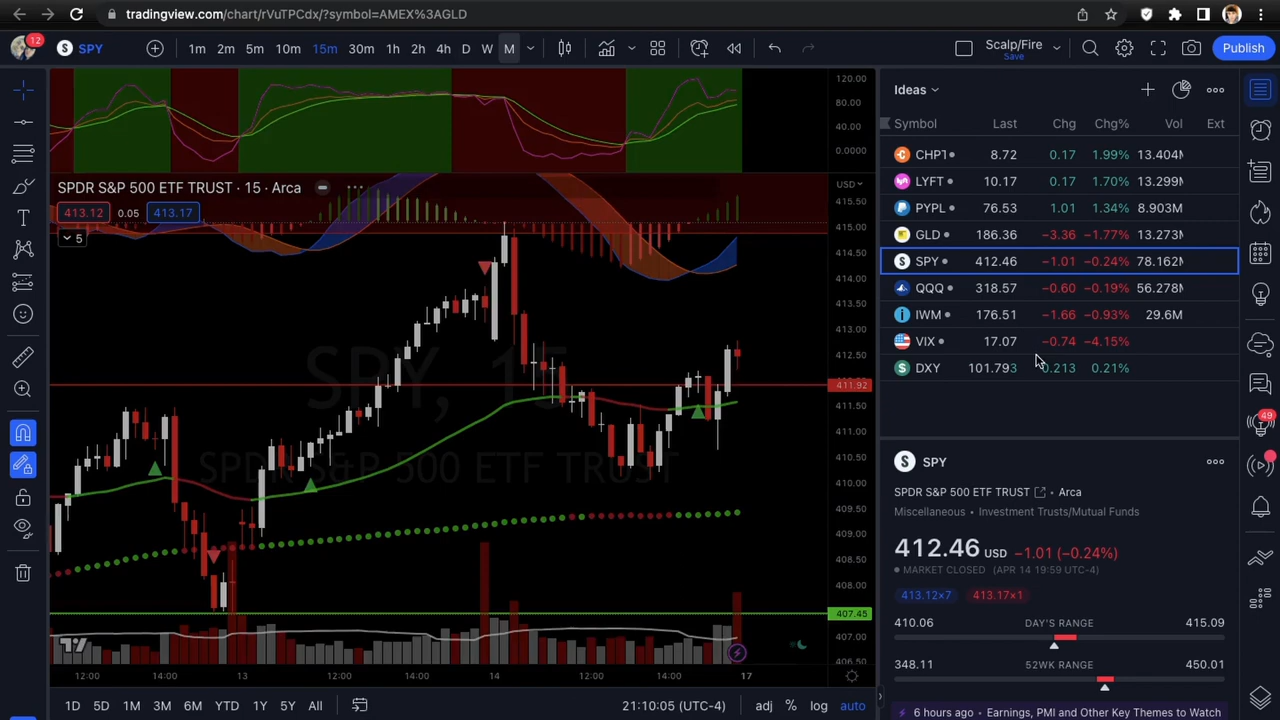 tradingview.com/chart/rVuTPCdx/?symbol=AMEX%3AGLD
12
SPY
1m 2m 5m 10m 15m 30m 1h 2h 4h D W M
Scalp/Fire
Save
Publish
120.00
80.00
40.00
0.0000
SPDR S&P 500 ETF TRUST · 15 · Arca
USD
413.12 0.05 413.17
5
415.50
415.00
414.50
414.00
413.50
413.00
412.50
411.92
411.50
411.00
410.50
410.00
409.50
409.00
408.50
408.00
407.45
407.00
406.50
SPY, 15
SPDR S&P 500 ETF TRUST
12:00 14:00 13 12:00 14:00 14 12:00 14:00 17
1D 5D 1M 3M 6M YTD 1Y 5Y All
21:10:05 (UTC-4)
adj % log auto
Ideas
Symbol Last Chg Chg% Vol Ext
CHPT 8.72 0.17 1.99% 13.404M
LYFT 10.17 0.17 1.70% 13.299M
PYPL 76.53 1.01 1.34% 8.903M
GLD 186.36 −3.36 −1.77% 13.273M
SPY 412.46 −1.01 −0.24% 78.162M
QQQ 318.57 −0.60 −0.19% 56.278M
IWM 176.51 −1.66 −0.93% 29.6M
VIX 17.07 −0.74 −4.15%
DXY 101.793 0.213 0.21%
SPY
SPDR S&P 500 ETF TRUST • Arca
Miscellaneous • Investment Trusts/Mutual Funds
412.46 USD −1.01 (−0.24%)
MARKET CLOSED (APR 14 19:59 UTC-4)
413.12×7 413.17×1
410.06 DAY'S RANGE 415.09
348.11 52WK RANGE 450.01
6 hours ago • Earnings, PMI and Other Key Themes to Watch
49